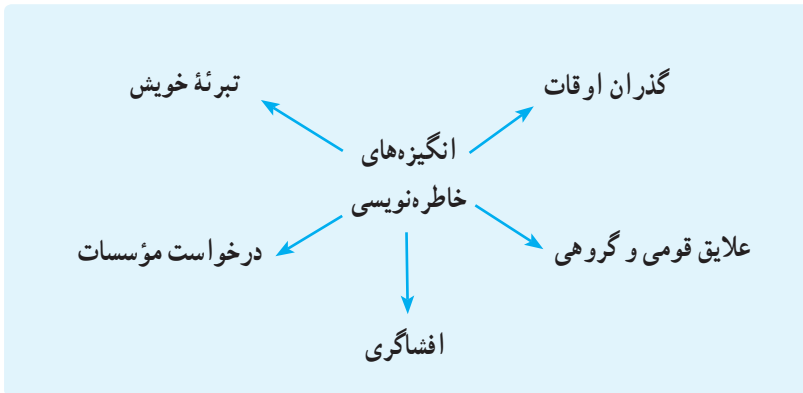 گذران اوقات
تبرئهٔ خویش
انگیزه‌های
خاطره‌نویسی
علایق قومی و گروهی
درخواست مؤسسات
افشاگری